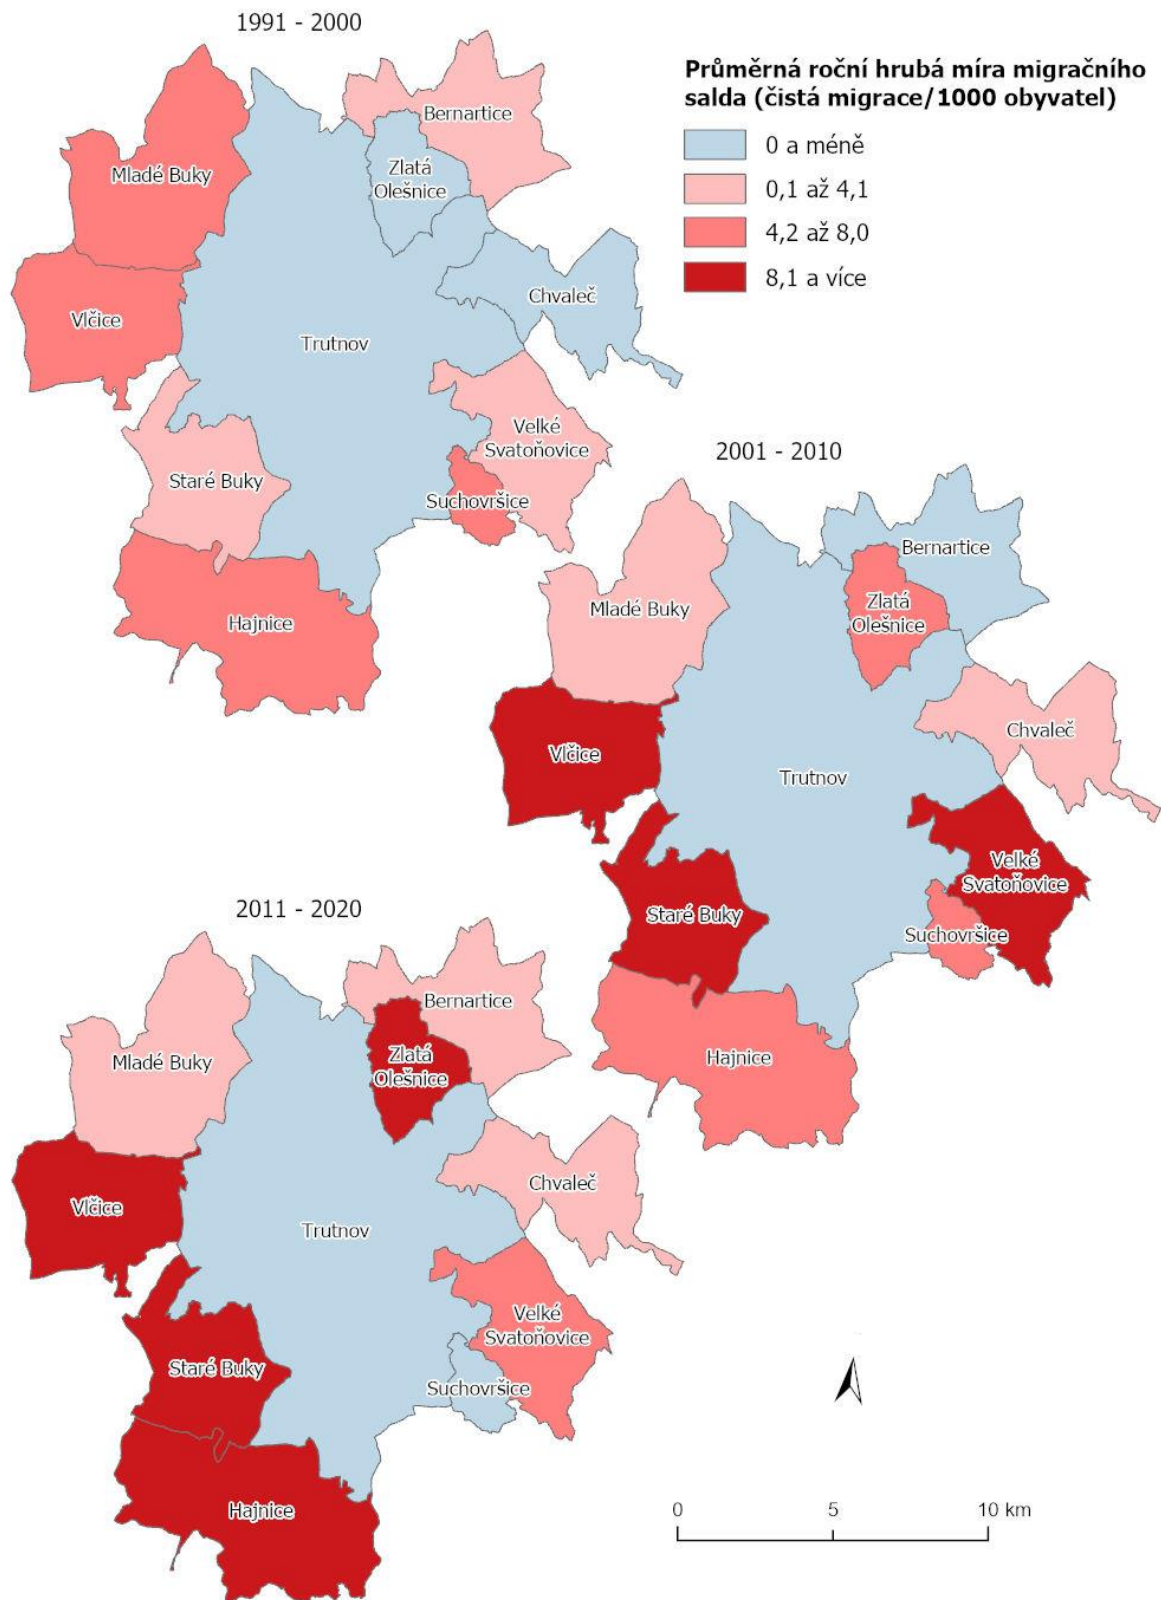 1991 - 2000
Průměrná roční hrubá míra migračního
salda (čistá migrace/1000 obyvatel)
0 a méně
0,1 až 4,1
4,2 až 8,0
8,1 a více
Bernartice
Zlatá
Olešnice
Mladé Buky
Chvaleč
Vlčice
Trutnov
Velké
Svatoňovice
Staré Buky
Suchovršice
Hajnice
2001 - 2010
Bernartice
Zlatá
Olešnice
Mladé Buky
Chvaleč
Vlčice
Trutnov
Velké
Svatoňovice
Staré Buky
Suchovršice
Hajnice
2011 - 2020
Bernartice
Zlatá
Olešnice
Mladé Buky
Chvaleč
Vlčice
Trutnov
Velké
Svatoňovice
Staré Buky
Suchovršice
Hajnice
0 5 10 km